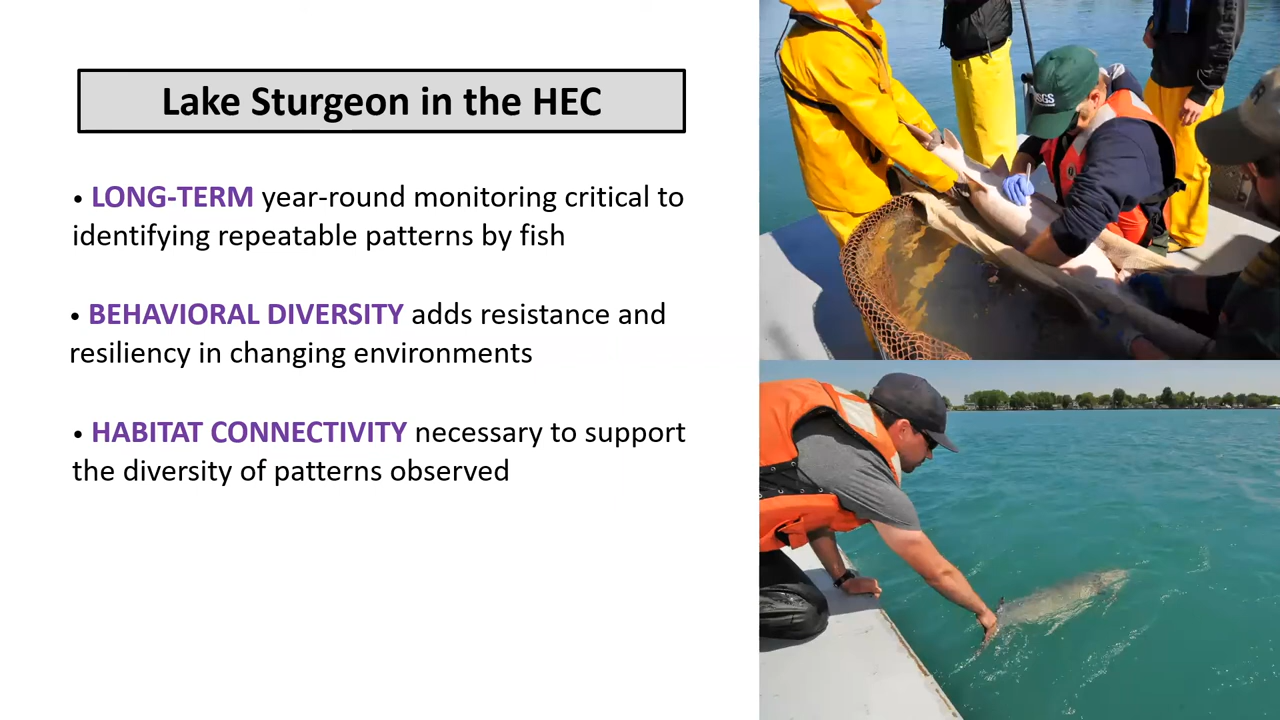 Lake Sturgeon in the HEC
• LONG-TERM year-round monitoring critical to
identifying repeatable patterns by fish
• BEHAVIORAL DIVERSITY adds resistance and
resiliency in changing environments
• HABITAT CONNECTIVITY necessary to support
the diversity of patterns observed
USGS